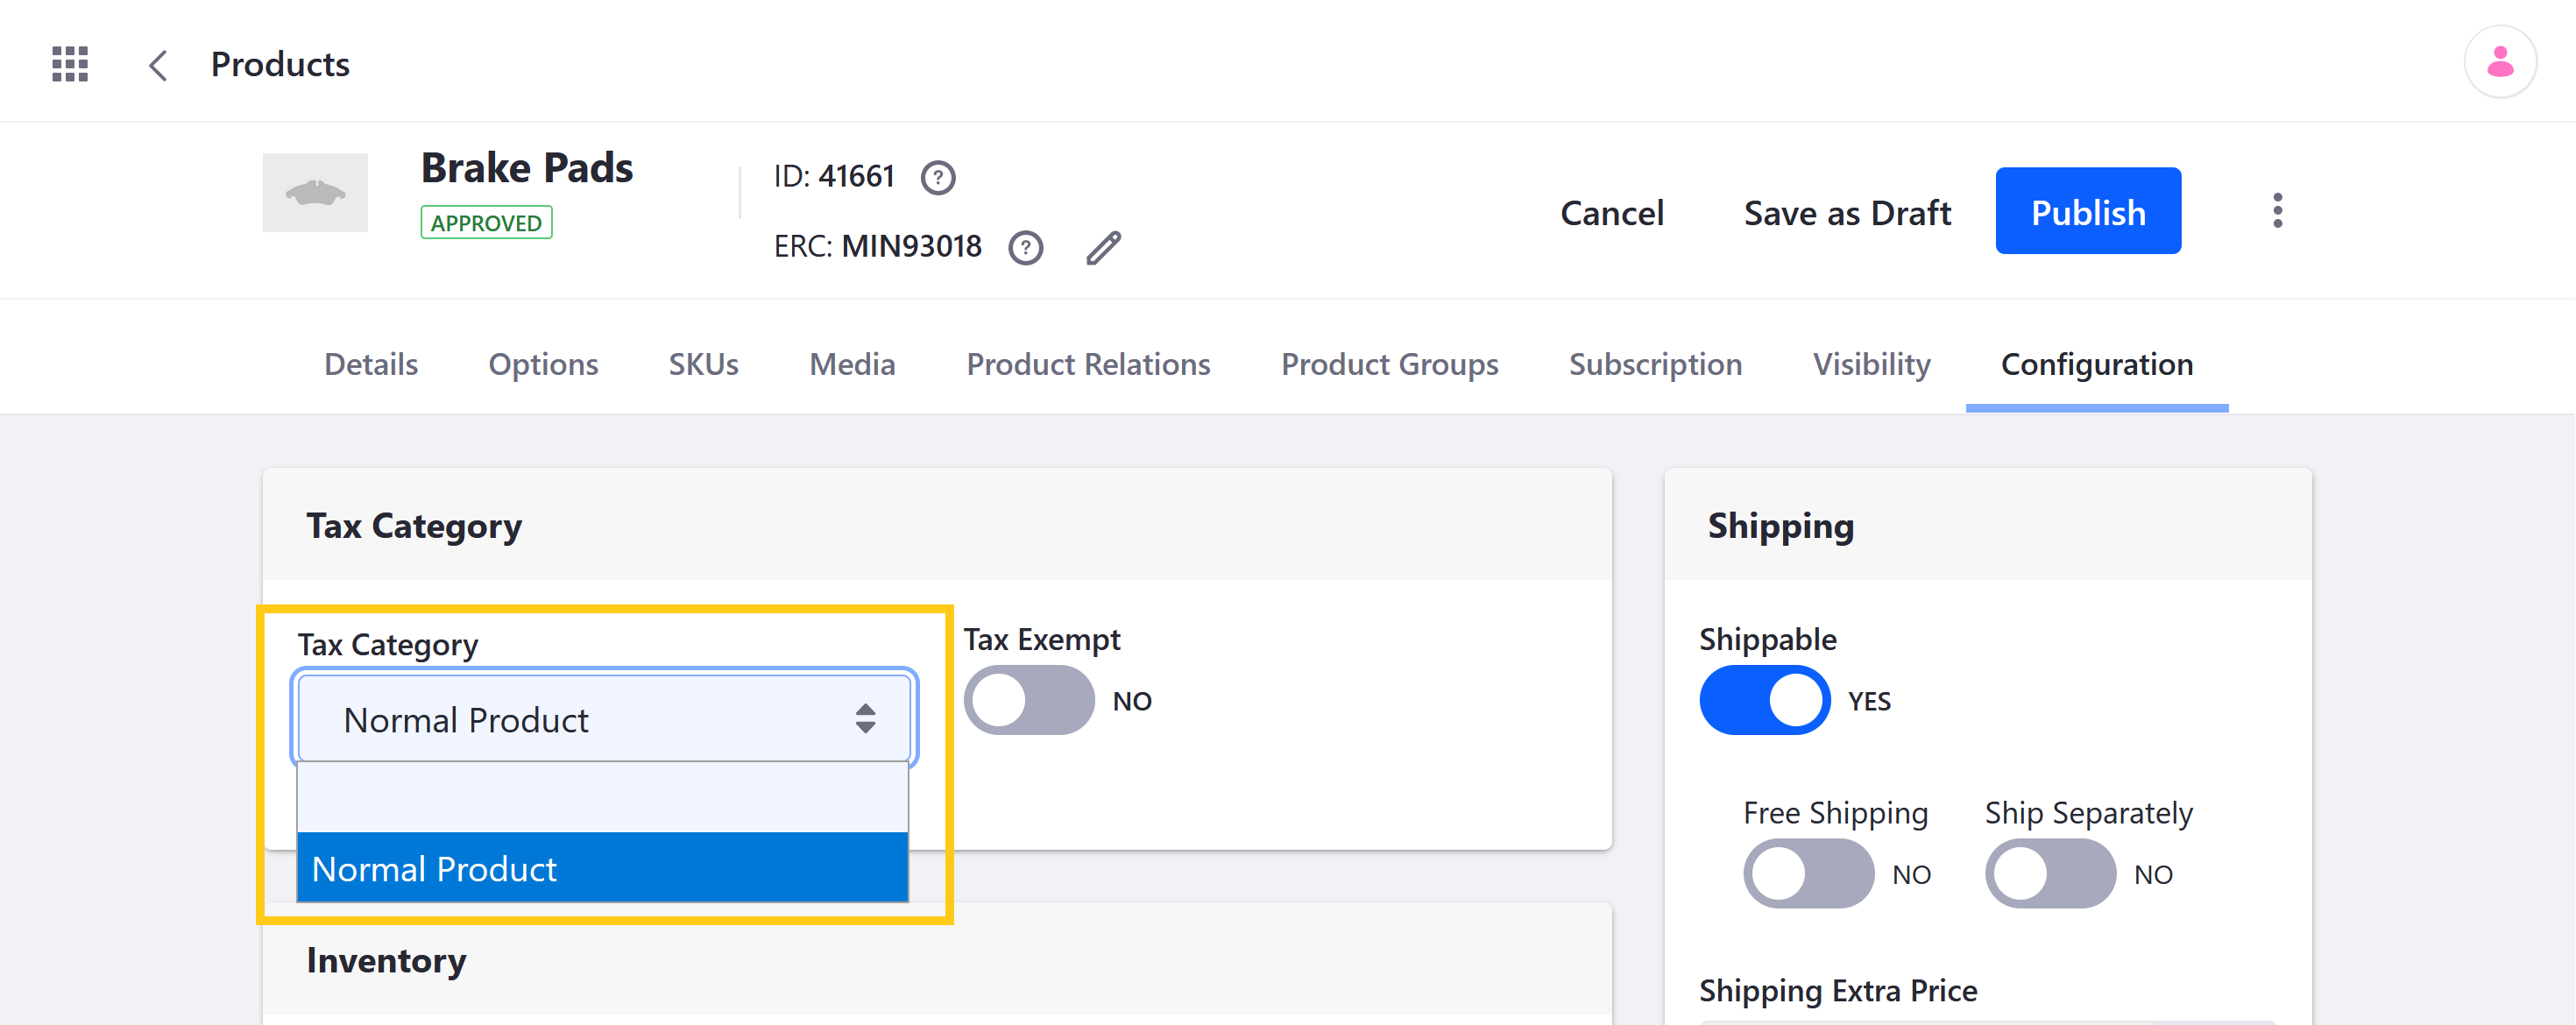 Products
Brake Pads
APPROVED
ID: 41661 ?
ERC: MIN93018 ?
Cancel
Save as Draft
Publish
Details Options SKUs Media Product Relations Product Groups Subscription Visibility Configuration
Tax Category
Tax Category
Normal Product
Normal Product
Tax Exempt
NO
Inventory
Shipping
Shippable
YES
Free Shipping Ship Separately
NO NO
Shipping Extra Price